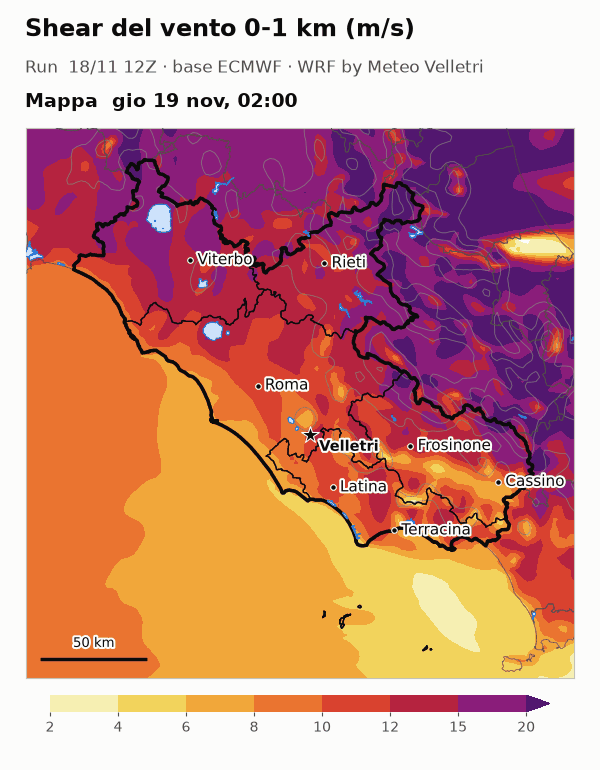 Shear del vento 0-1 km (m/s)
Run 18/11 12Z · base ECMWF · WRF by Meteo Velletri
Mappa gio 19 nov, 02:00
Viterbo
Rieti
Roma
Velletri
Frosinone
Cassino
Latina
Terracina
50 km
2 4 6 8 10 12 15 20